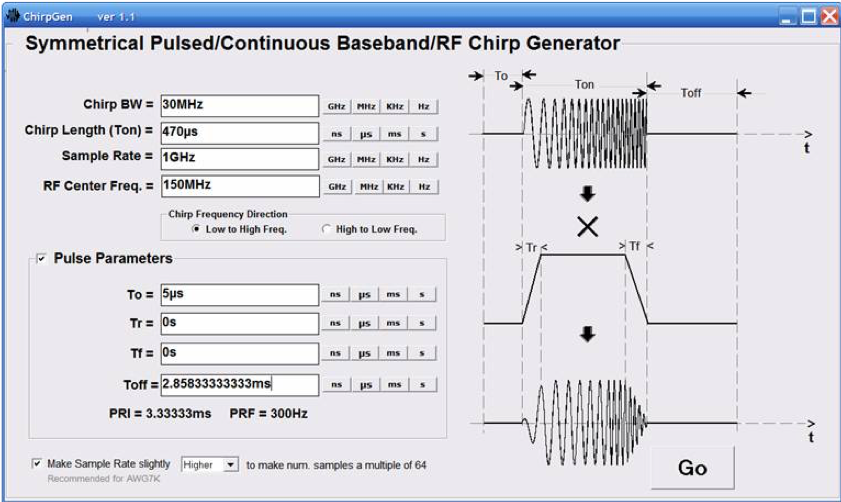 ChirpGen ver 1.1
Symmetrical Pulsed/Continuous Baseband/RF Chirp Generator
Chirp BW = 30MHz GHz MHz KHz Hz
Chirp Length (Ton) = 470µs ns µs ms s
Sample Rate = 1GHz GHz MHz KHz Hz
RF Center Freq. = 150MHz GHz MHz KHz Hz
Chirp Frequency Direction
Low to High Freq. High to Low Freq.
Pulse Parameters
To = 5µs ns µs ms s
Tr = 0s ns µs ms s
Tf = 0s ns µs ms s
Toff = 2.85833333333ms ns µs ms s
PRI = 3.33333ms PRF = 300Hz
Make Sample Rate slightly Higher to make num. samples a multiple of 64
Recommended for AWG7K
To
Ton
Toff
t
Tr
Tf
t
Go